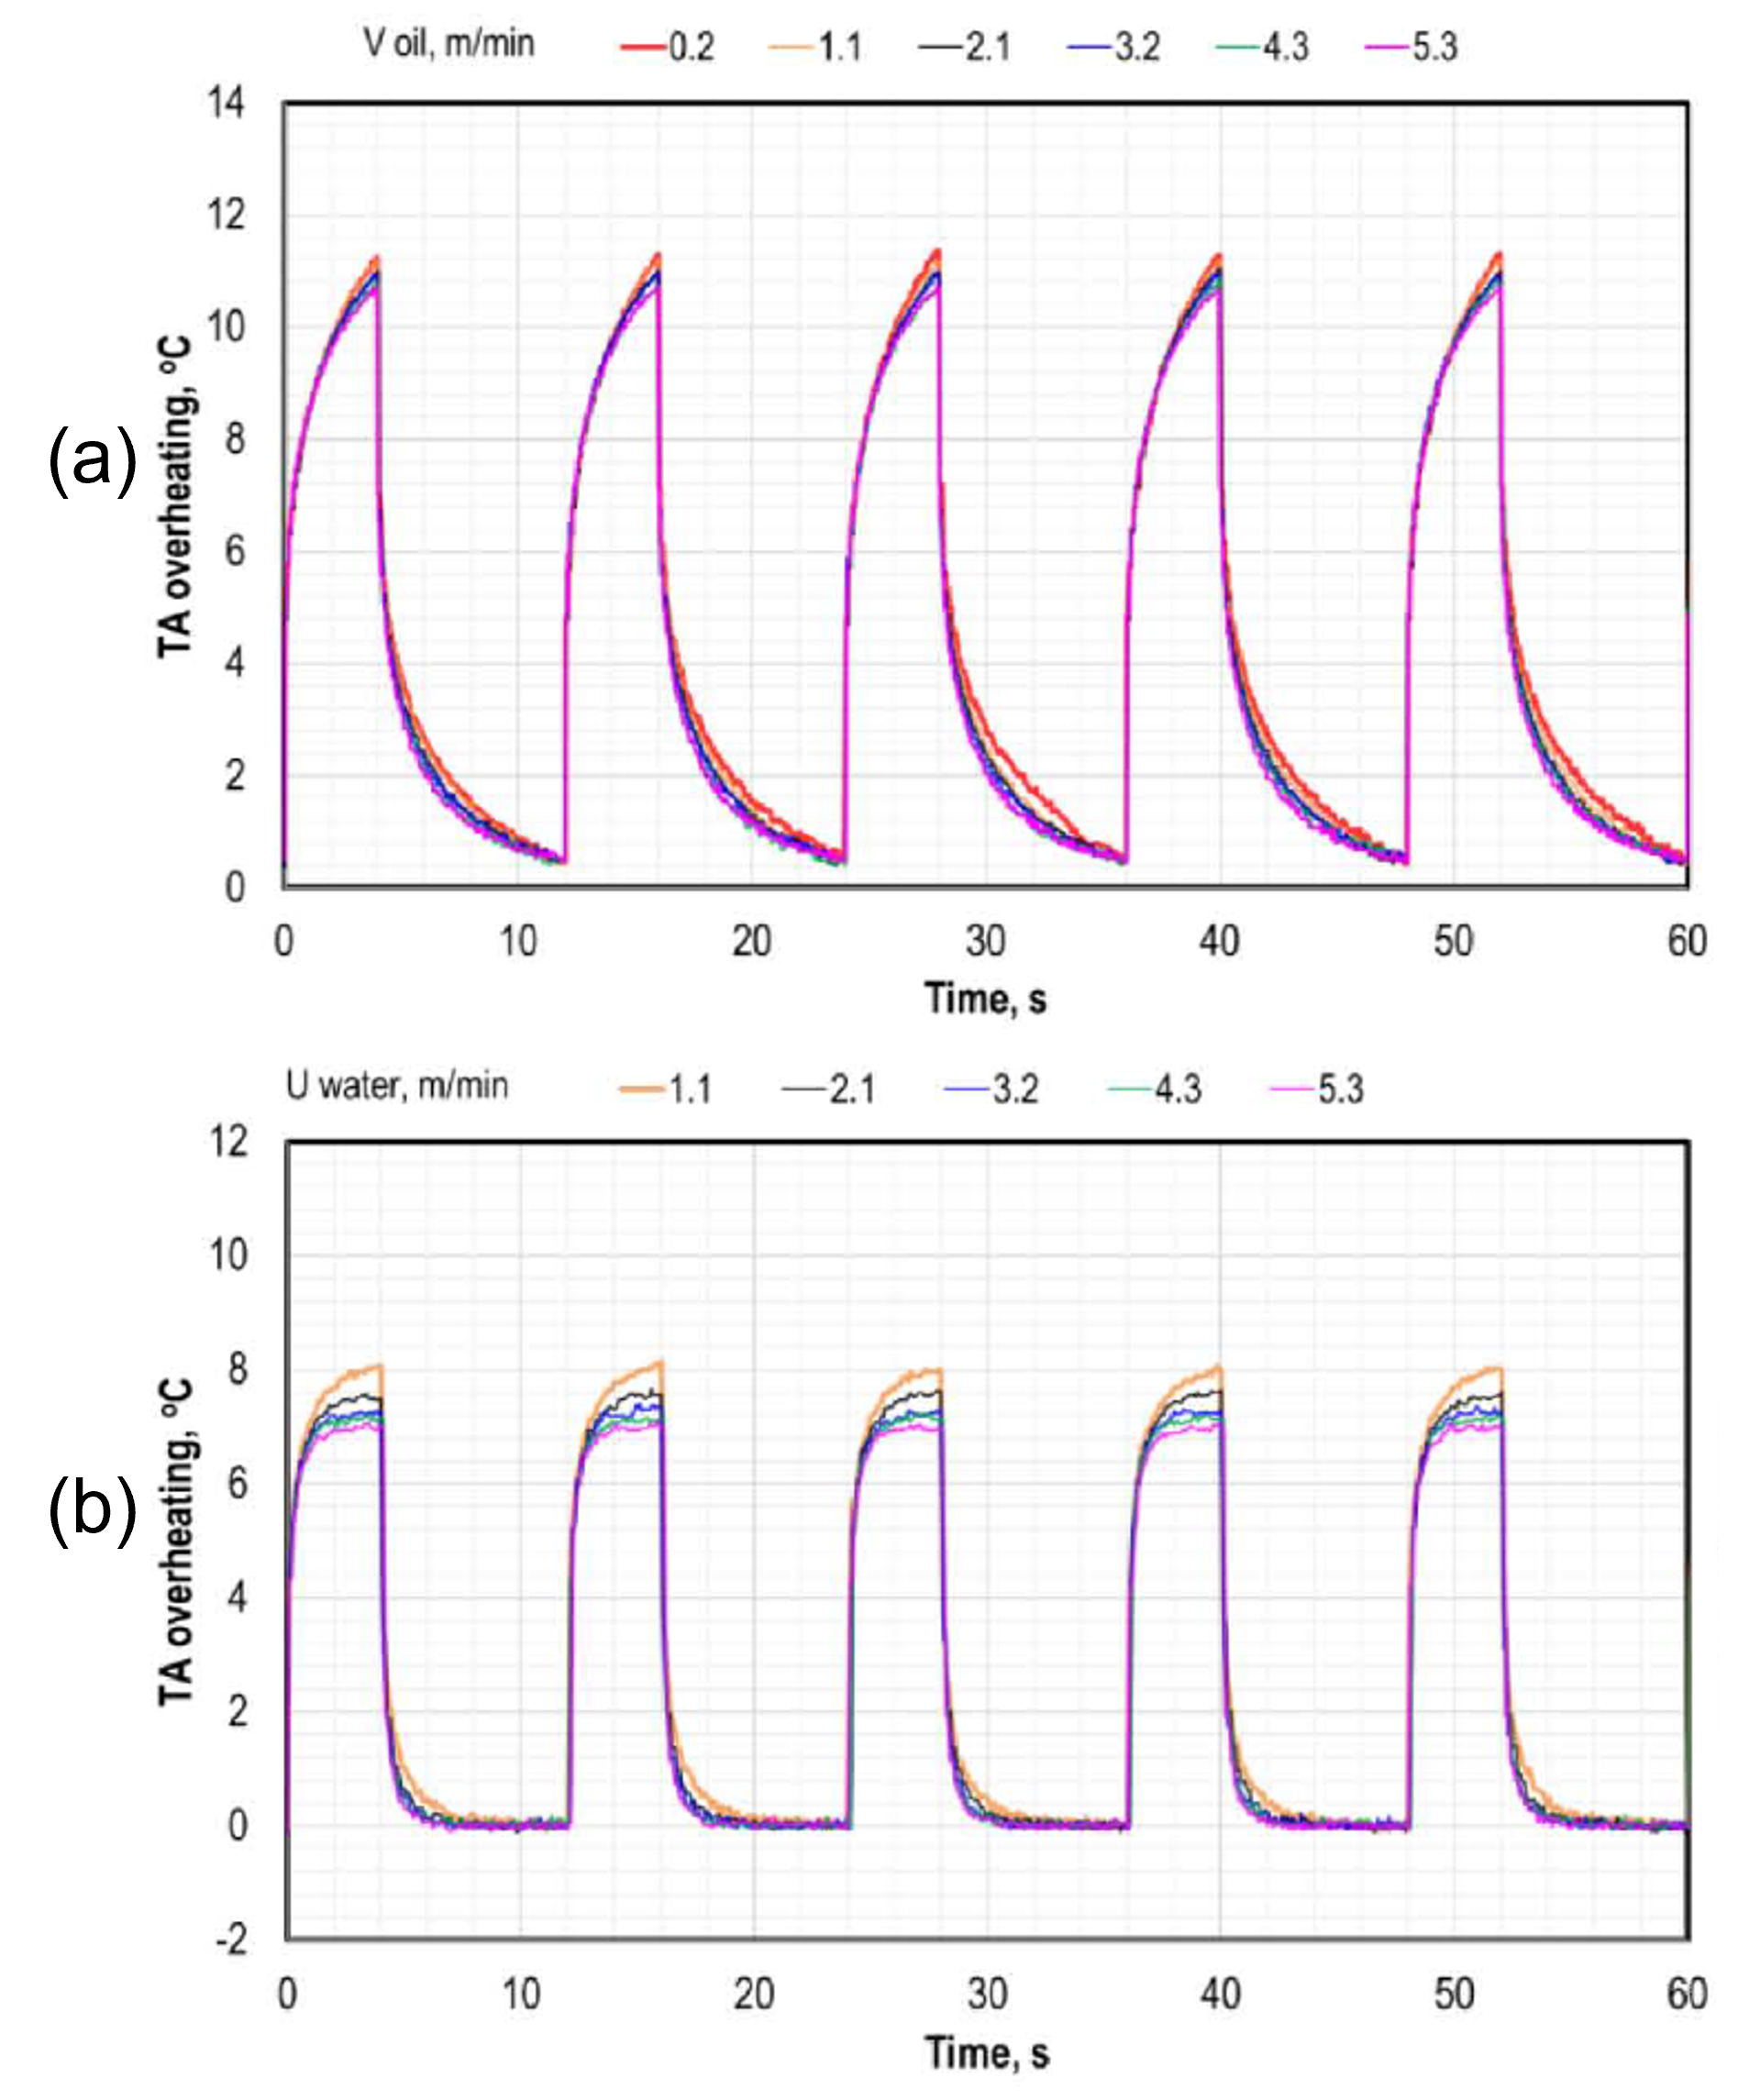 V oil, m/min 0.2 1.1 2.1 3.2 4.3 5.3
14
12
10
8
6
4
2
0
TA overheating, ºC
(a)
0 10 20 30 40 50 60
Time, s
U water, m/min 1.1 2.1 3.2 4.3 5.3
12
10
8
6
4
2
0
-2
TA overheating, ºC
(b)
0 10 20 30 40 50 60
Time, s